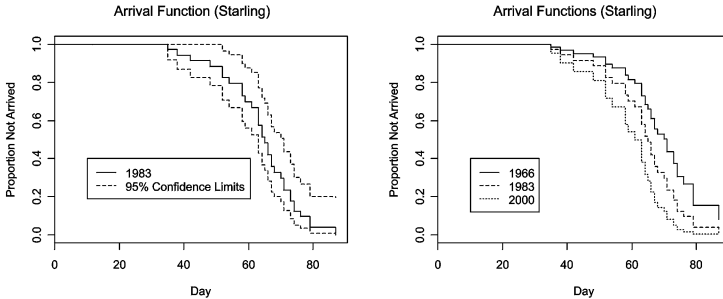 Arrival Function (Starling)
Proportion Not Arrived
1.0
0.8
0.6
0.4
0.2
0.0
1983
95% Confidence Limits
0 20 40 60 80
Day
Arrival Functions (Starling)
Proportion Not Arrived
1.0
0.8
0.6
0.4
0.2
0.0
1966
1983
2000
0 20 40 60 80
Day